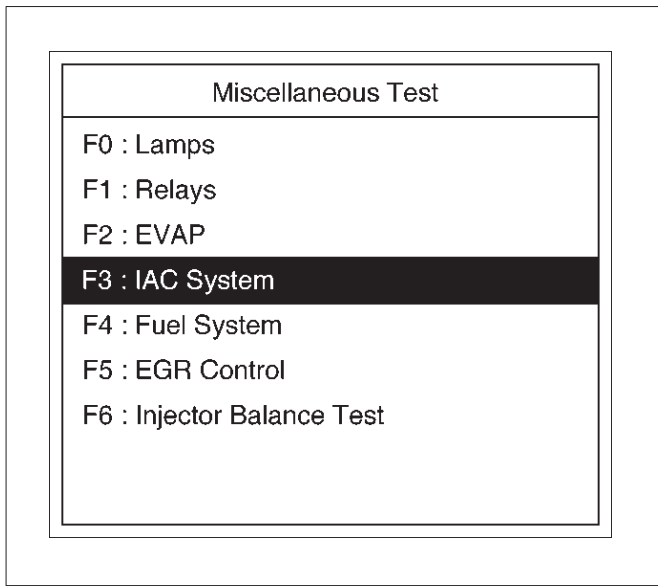 Miscellaneous Test
F0 : Lamps
F1 : Relays
F2 : EVAP
F3 : IAC System
F4 : Fuel System
F5 : EGR Control
F6 : Injector Balance Test